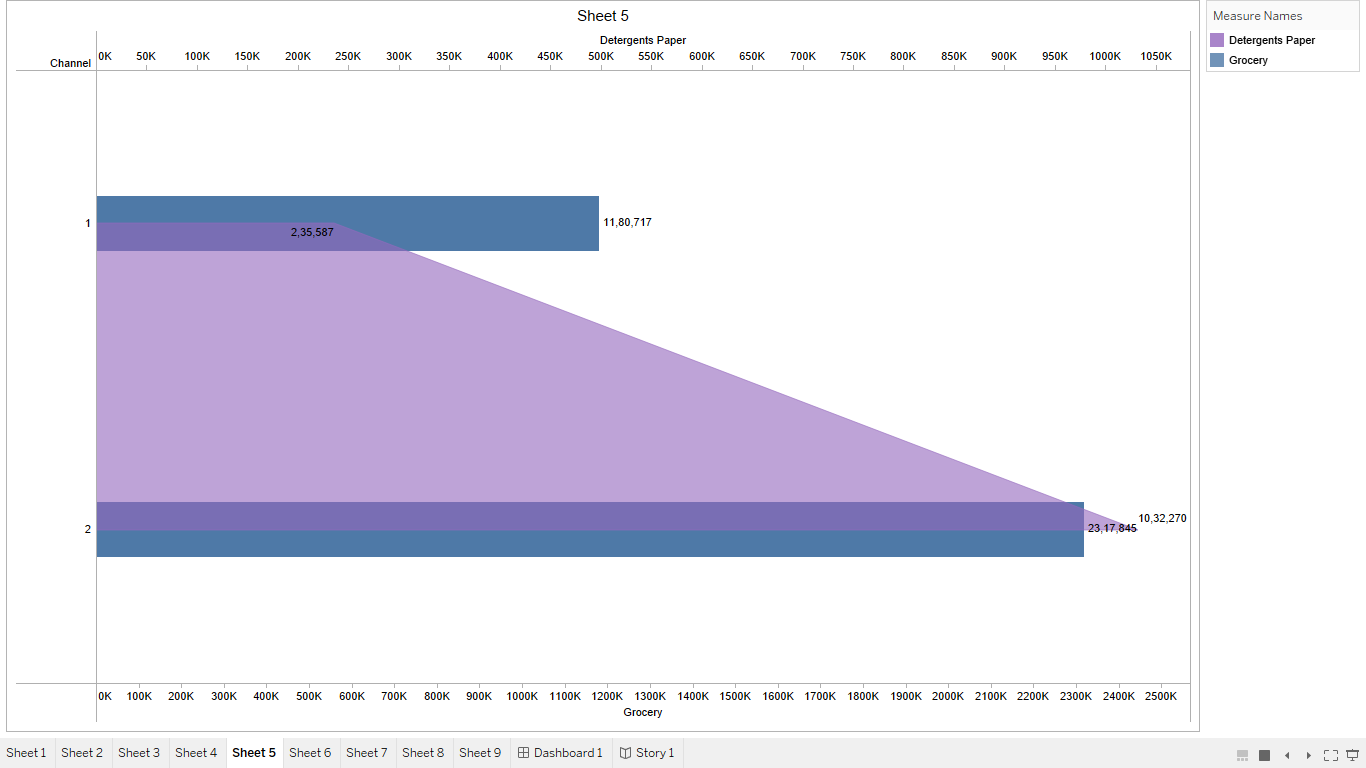 Sheet 5
Measure Names
Detergents Paper
Grocery
Detergents Paper
Channel
0K 50K 100K 150K 200K 250K 300K 350K 400K 450K 500K 550K 600K 650K 700K 750K 800K 850K 900K 950K 1000K 1050K
1
11,80,717
2,35,587
10,32,270
2
23,17,845
0K 100K 200K 300K 400K 500K 600K 700K 800K 900K 1000K 1100K 1200K 1300K 1400K 1500K 1600K 1700K 1800K 1900K 2000K 2100K 2200K 2300K 2400K 2500K
Grocery
Sheet 1 Sheet 2 Sheet 3 Sheet 4 Sheet 5 Sheet 6 Sheet 7 Sheet 8 Sheet 9 Dashboard 1 Story 1